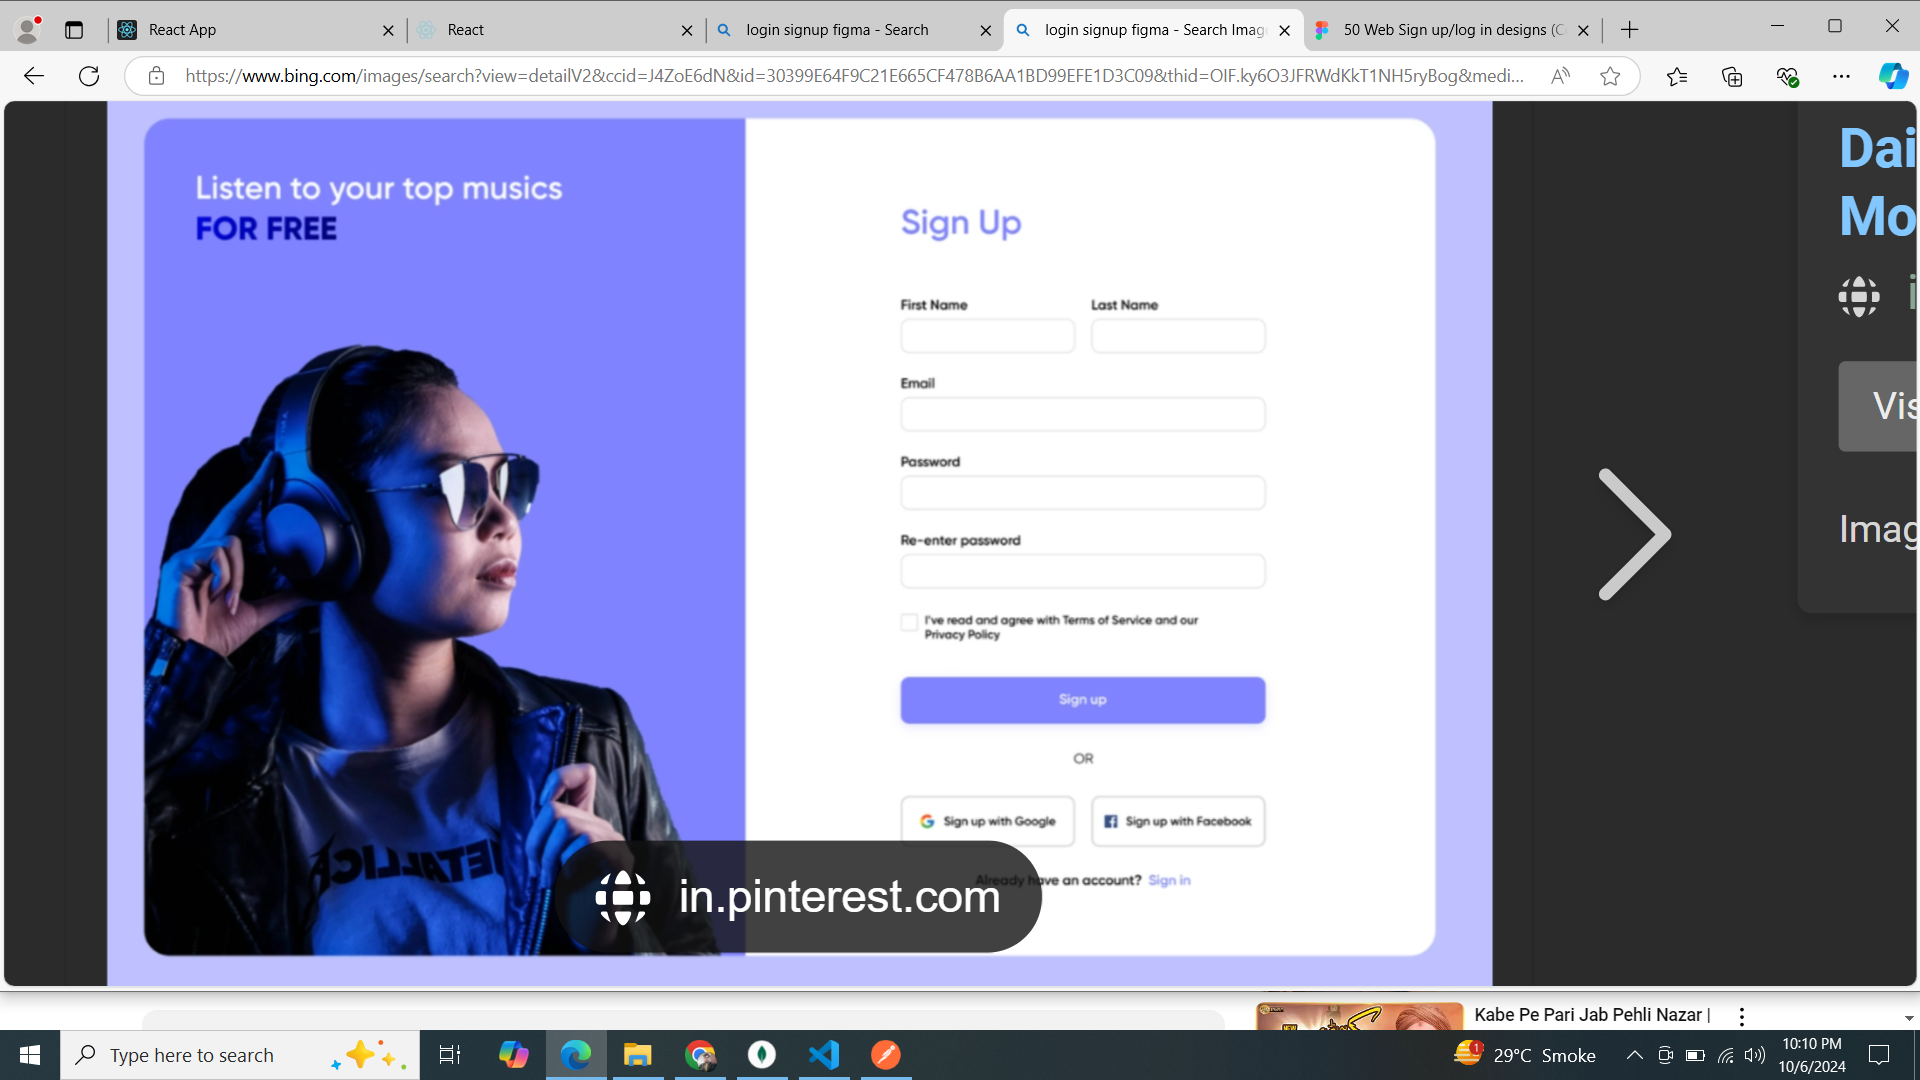 React App
React
login signup figma - Search
login signup figma - Search Imag
50 Web Sign up/log in designs (C
https://www.bing.com/images/search?view=detailV2&ccid=J4ZoE6dN&id=30399E64F9C21E665CF478B6AA1BD99EFE1D3C09&thid=OIF.ky6O3JFRWdKkT1NH5ryBog&medi...
Listen to your top musics
FOR FREE
METALLICA
Sign Up
First Name Last Name
Email
Password
Re-enter password
I've read and agree with Terms of Service and our
Privacy Policy
Sign up
OR
Sign up with Google
Sign up with Facebook
Already have an account? Sign in
in.pinterest.com
Dai
Mo
i
Vis
Imag
Kabe Pe Pari Jab Pehli Nazar |
Type here to search
1
29°C Smoke
10:10 PM
10/6/2024